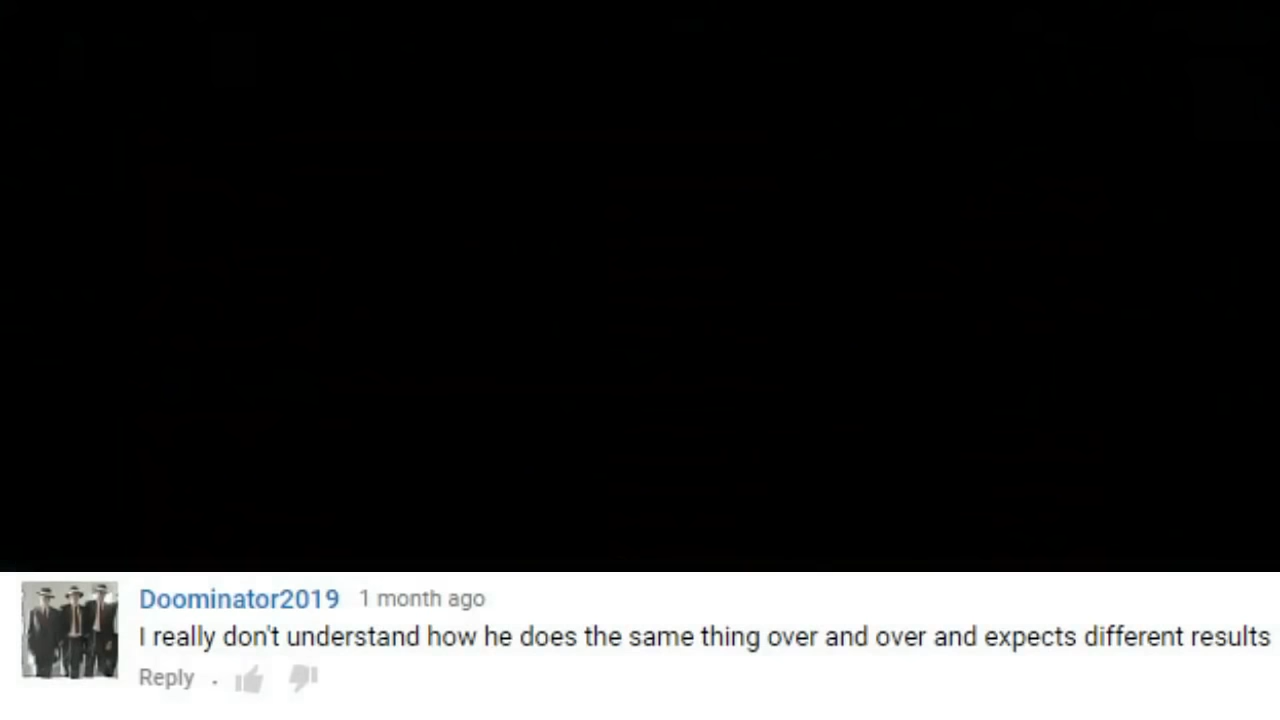 Doominator2019 1 month ago
I really don't understand how he does the same thing over and over and expects different results
Reply .